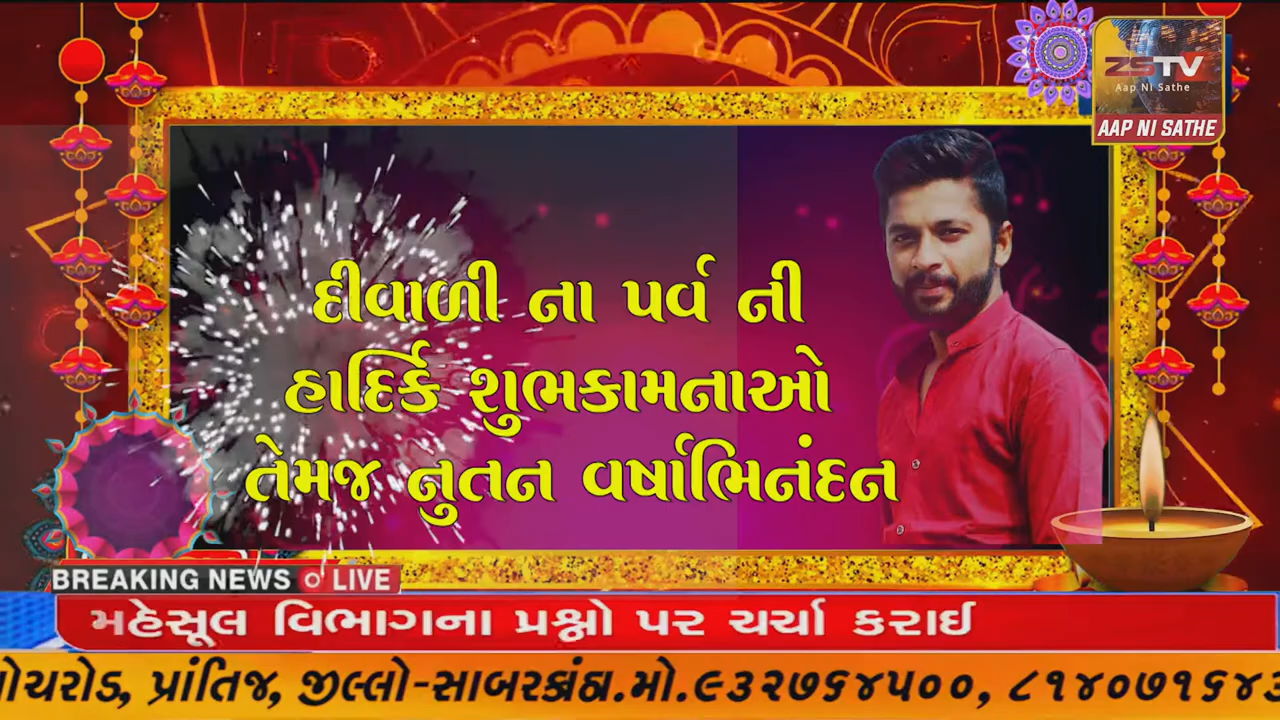 ZSTV
Aap Ni Sathe
AAP NI SATHE
દીવાળી ના પર્વ ની
હાદિર્ક શુભકામનાઓ
તેમજ નુતન વર્ષાભિનંદન
BREAKING NEWS LIVE
મહેસૂલ વિભાગના પ્રશ્નો પર ચર્ચા કરાઈ
પ્રાંતિજ, જીલ્લો-સાબરકાંઠા.મો.૯૩૨૭૬૪૫૦૦,